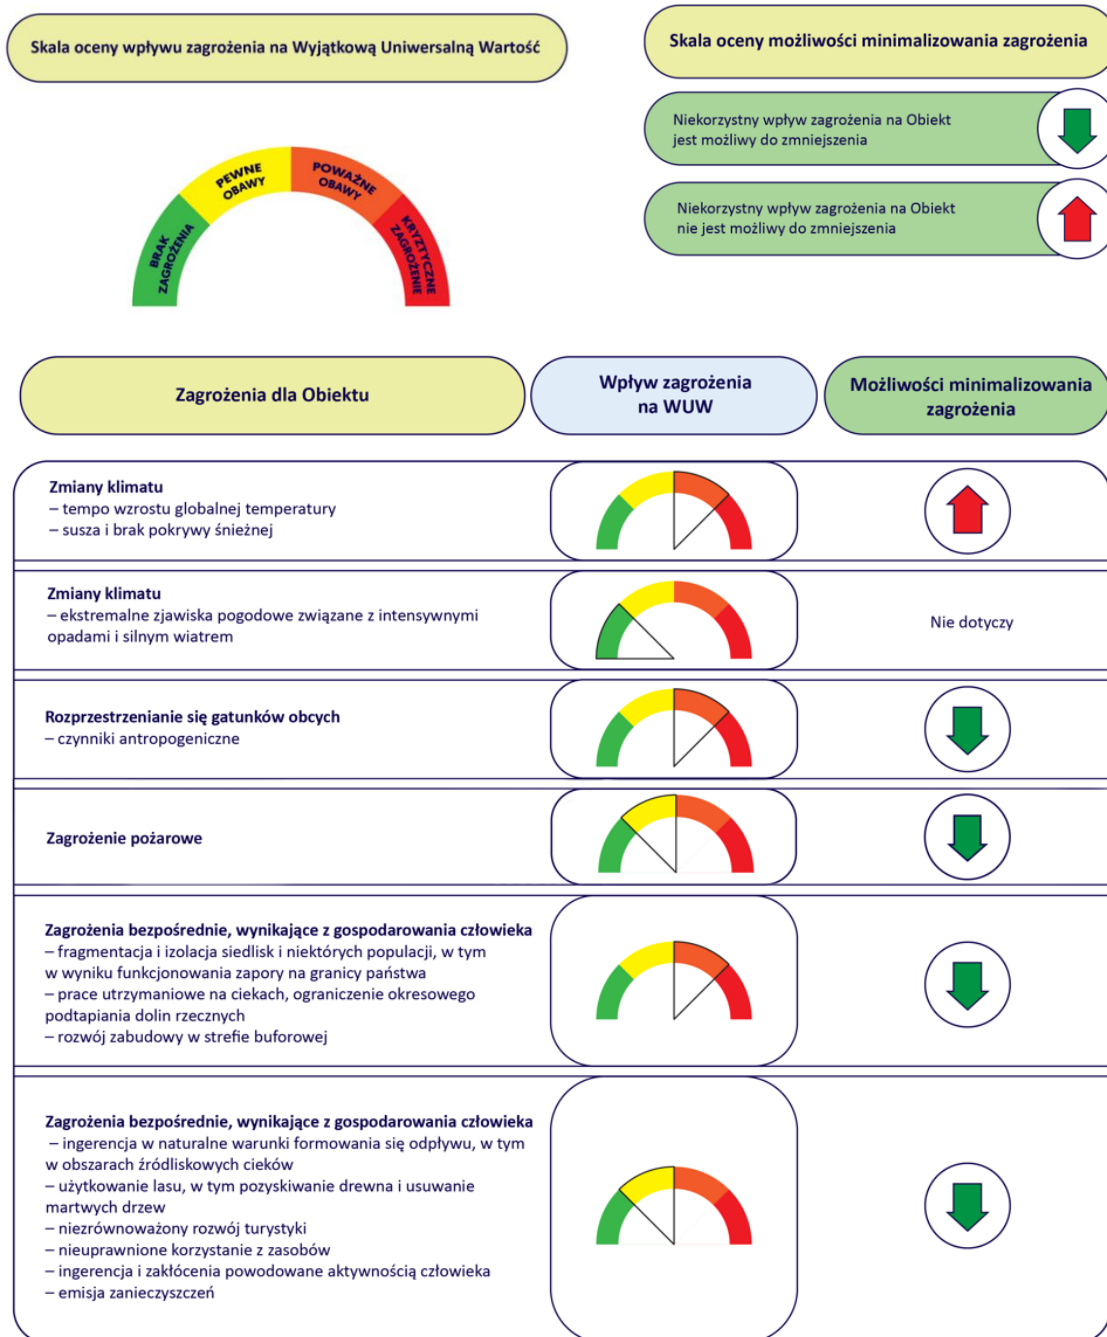 Skala oceny wpływu zagrożenia na Wyjątkową Uniwersalną Wartość
Skala oceny możliwości minimalizowania zagrożenia
Niekorzystny wpływ zagrożenia na Obiekt
jest możliwy do zmniejszenia
Niekorzystny wpływ zagrożenia na Obiekt
nie jest możliwy do zmniejszenia
BRAK
ZAGROŻENIA
PEWNE
OBAWY
POWAŻNE
OBAWY
KRYZTYCZNE
ZAGROŻENIE
Zagrożenia dla Obiektu
Wpływ zagrożenia
na WUW
Możliwości minimalizowania
zagrożenia
Zmiany klimatu
– tempo wzrostu globalnej temperatury
– susza i brak pokrywy śnieżnej
Zmiany klimatu
– ekstremalne zjawiska pogodowe związane z intensywnymi
opadami i silnym wiatrem
Nie dotyczy
Rozprzestrzenianie się gatunków obcych
– czynniki antropogeniczne
Zagrożenie pożarowe
Zagrożenia bezpośrednie, wynikające z gospodarowania człowieka
– fragmentacja i izolacja siedlisk i niektórych populacji, w tym
w wyniku funkcjonowania zapory na granicy państwa
– prace utrzymaniowe na ciekach, ograniczenie okresowego
podtapiania dolin rzecznych
– rozwój zabudowy w strefie buforowej
Zagrożenia bezpośrednie, wynikające z gospodarowania człowieka
– ingerencja w naturalne warunki formowania się odpływu, w tym
w obszarach źródliskowych cieków
– użytkowanie lasu, w tym pozyskiwanie drewna i usuwanie
martwych drzew
– niezrównoważony rozwój turystyki
– nieuprawnione korzystanie z zasobów
– ingerencja i zakłócenia powodowane aktywnością człowieka
– emisja zanieczyszczeń